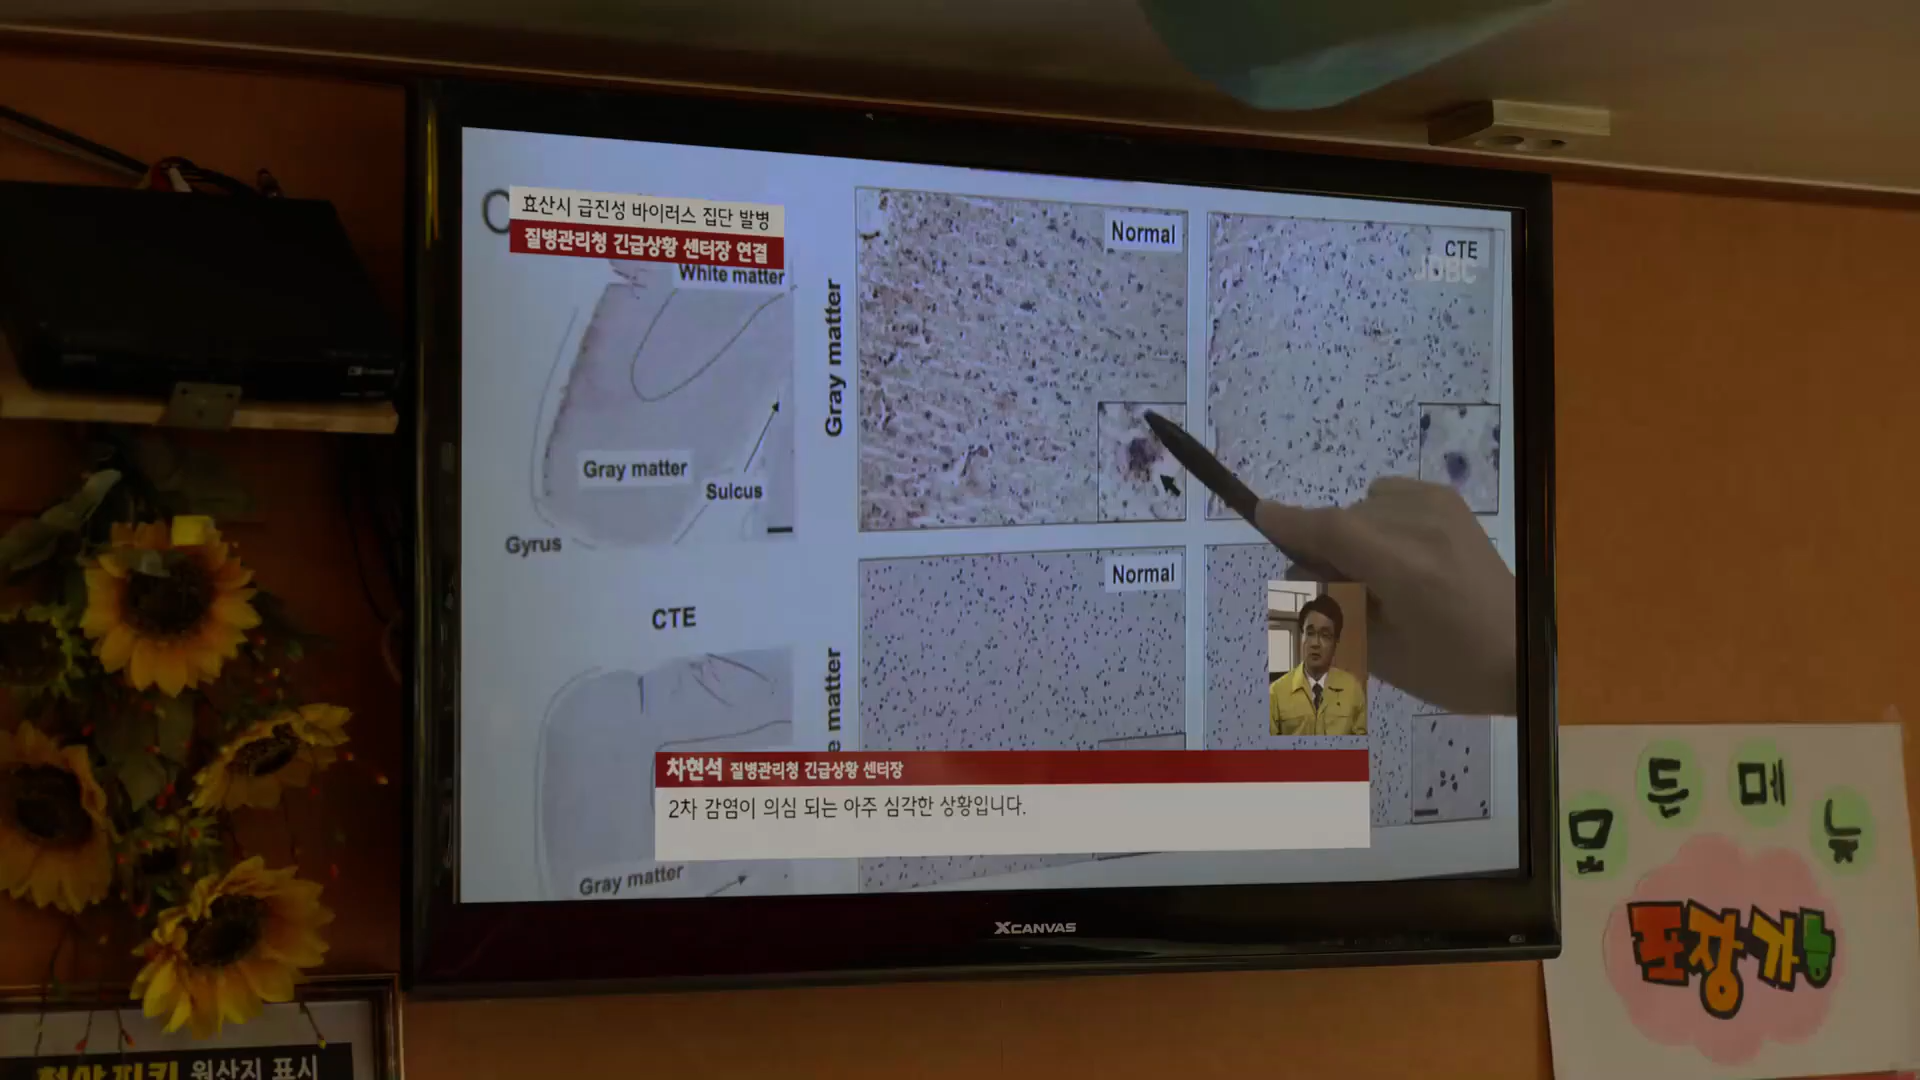 효산시 급진성 바이러스 집단 발병
질병관리청 긴급상황 센터장 연결
White matter
Gray matter
Sulcus
Gyrus
CTE
Gray matter
Gray matter
Normal
CTE
JDBC
Normal
matter
차현석 질병관리청 긴급상황 센터장
2차 감염이 의심 되는 아주 심각한 상황입니다.
XCANVAS
모든메뉴
포장가능
원산지 표시